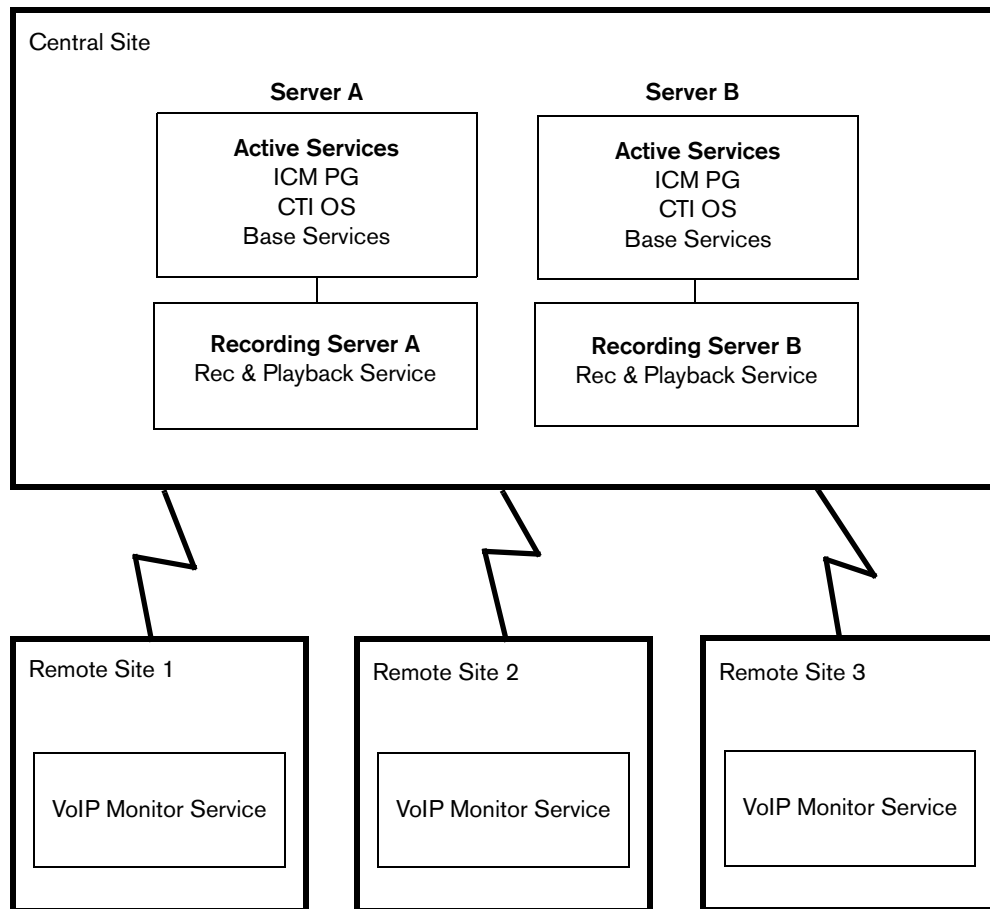 Central Site
Server A
Active Services
ICM PG
CTI OS
Base Services
Recording Server A
Rec & Playback Service
Server B
Active Services
ICM PG
CTI OS
Base Services
Recording Server B
Rec & Playback Service
Remote Site 1
VoIP Monitor Service
Remote Site 2
VoIP Monitor Service
Remote Site 3
VoIP Monitor Service